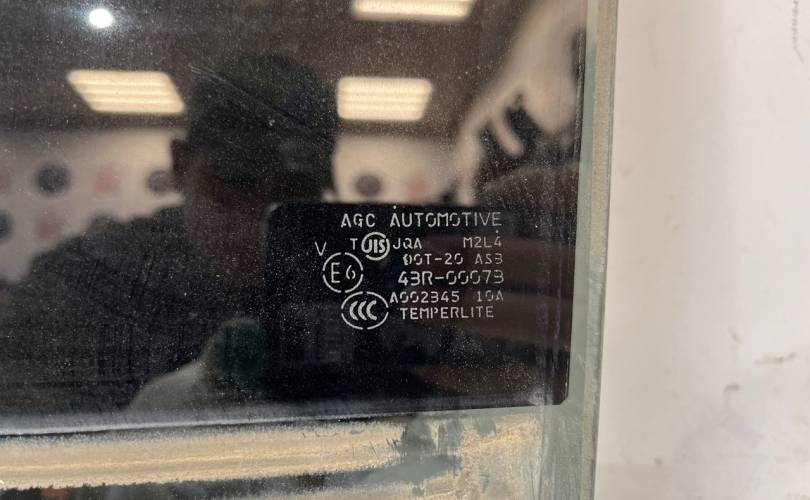 AGC AUTOMOTIVE
V T JIS JQA M2L4
DOT-20 AS3
E6 43R-00073
CCC A002345 10A
TEMPERLITE